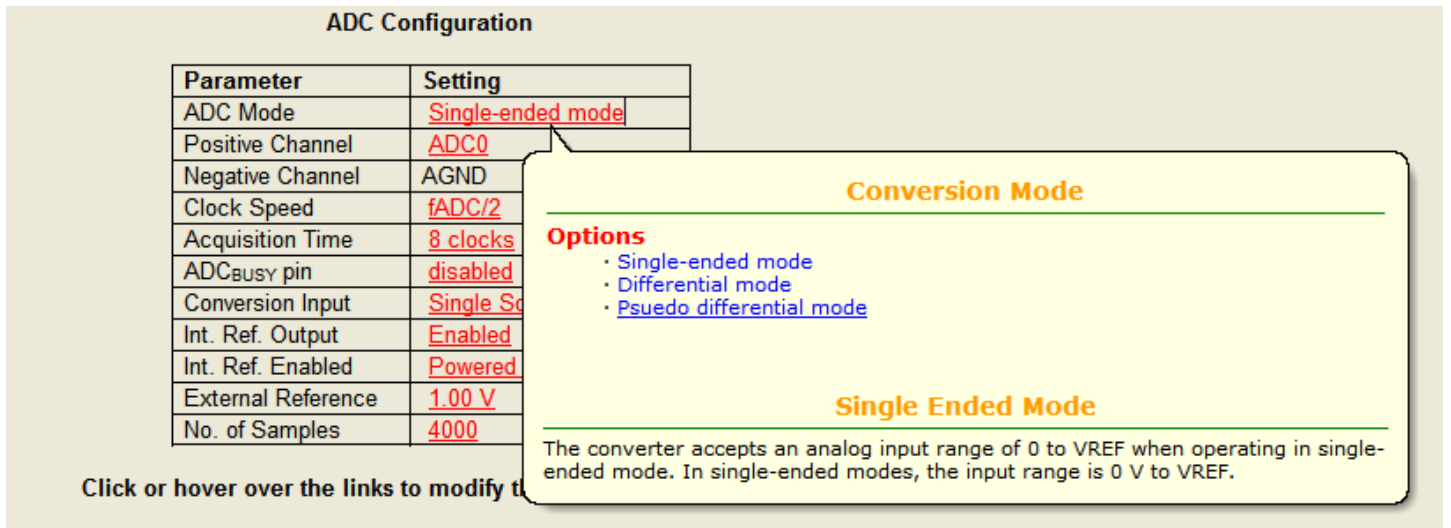 ADC Configuration
Parameter Setting
ADC Mode Single-ended mode
Positive Channel ADC0
Negative Channel AGND
Clock Speed fADC/2
Acquisition Time 8 clocks
ADCBUSY pin disabled
Conversion Input Single
Int. Ref. Output Enabled
Int. Ref. Enabled Powered
External Reference 1.00 V
No. of Samples 4000
Click or hover over the links to modify
Conversion Mode
Options
· Single-ended mode
· Differential mode
· Psuedo differential mode
Single Ended Mode
The converter accepts an analog input range of 0 to VREF when operating in single-
ended mode. In single-ended modes, the input range is 0 V to VREF.